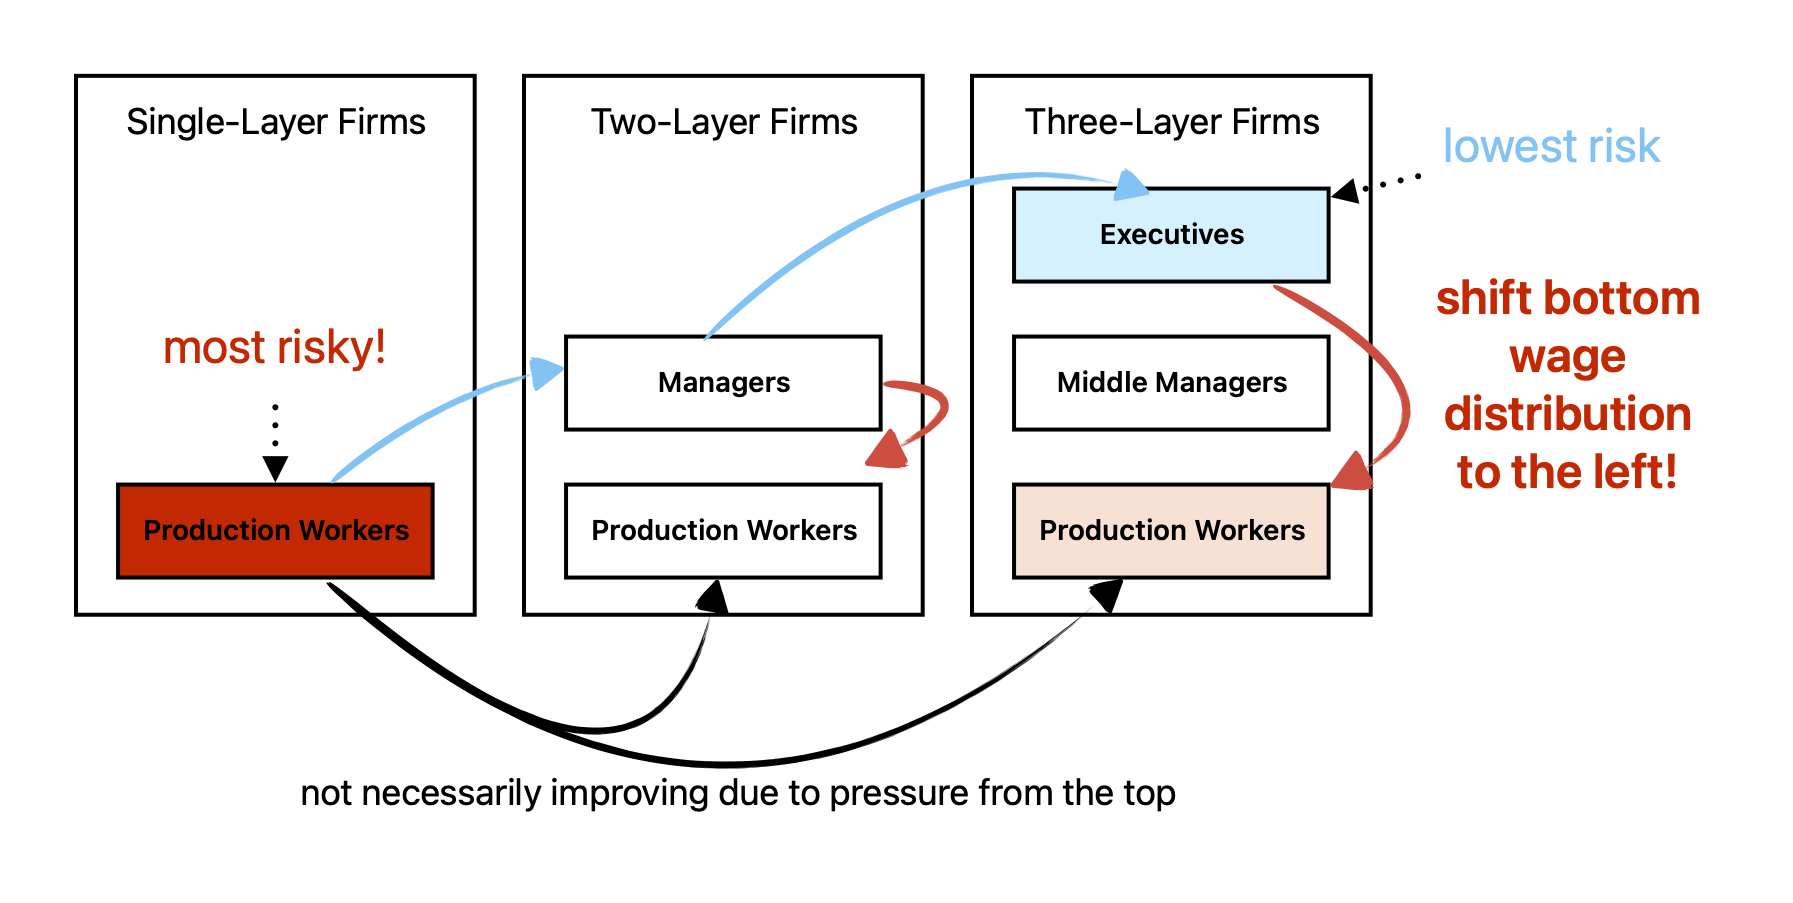 Single-Layer Firms
most risky!
Production Workers
Two-Layer Firms
Managers
Production Workers
Three-Layer Firms
Executives
Middle Managers
Production Workers
lowest risk
shift bottom
wage
distribution
to the left!
not necessarily improving due to pressure from the top